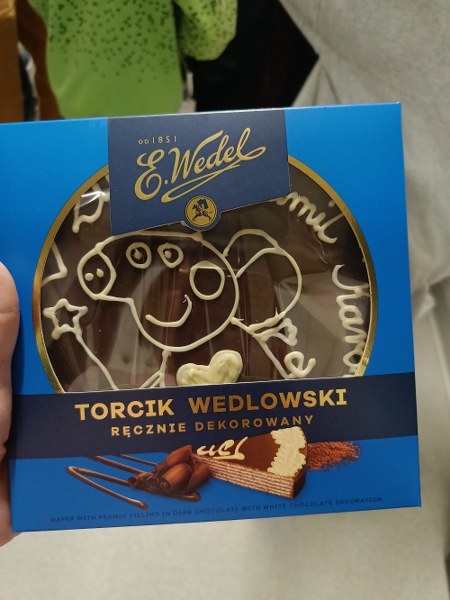 OD 1851
E. Wedel
TORCIK WEDLOWSKI
RĘCZNIE DEKOROWANY
WAFER WITH PEANUT FILLING IN DARK CHOCOLATE WITH WHITE CHOCOLATE DECORATION